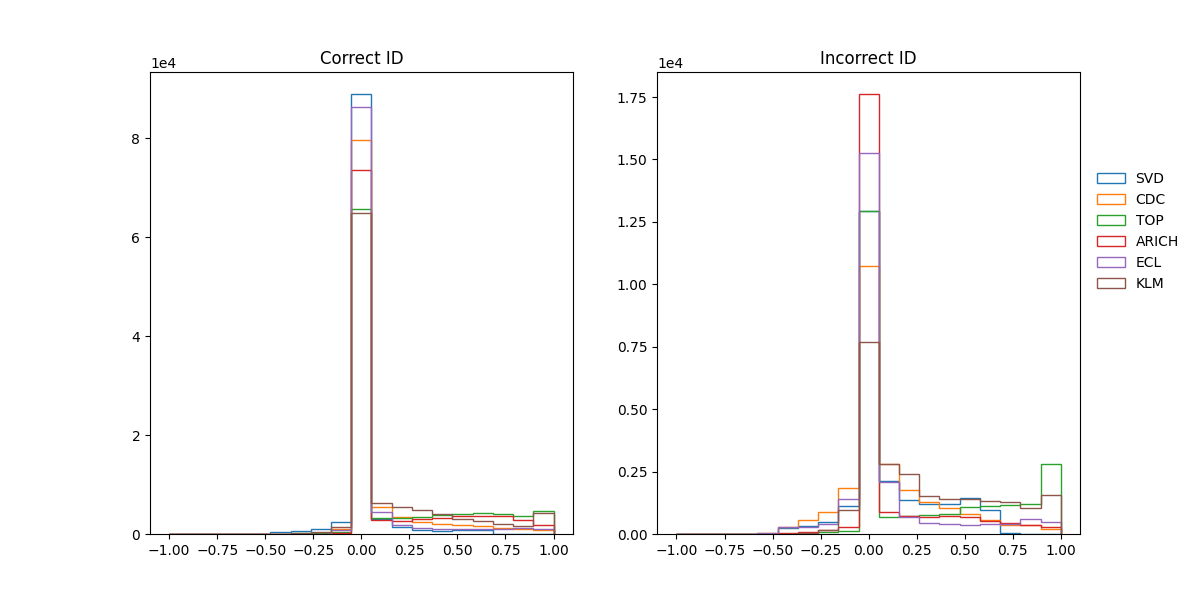 Correct ID
1e4
8
6
4
2
0
−1.00 −0.75 −0.50 −0.25 0.00 0.25 0.50 0.75 1.00
Incorrect ID
1e4
1.75
1.50
1.25
1.00
0.75
0.50
0.25
0.00
−1.00 −0.75 −0.50 −0.25 0.00 0.25 0.50 0.75 1.00
SVD
CDC
TOP
ARICH
ECL
KLM